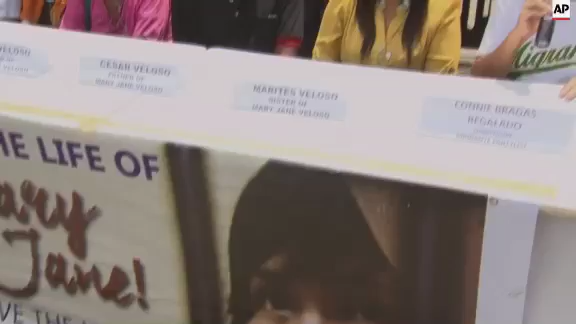 AP
VELOSO
CESAR VELOSO
FATHER OF
MARY JANE VELOSO
MARITES VELOSO
SISTER OF
MARY JANE VELOSO
CONNIE BRAGAS
REGALADO
HE LIFE OF
ary
Jane!
VE THE